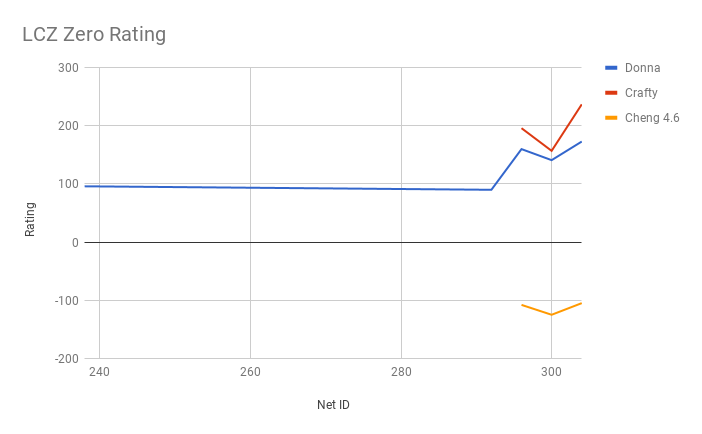 LCZ Zero Rating
300
200
100
0
-100
-200
Rating
240
260
280
300
Net ID
Donna
Crafty
Cheng 4.6